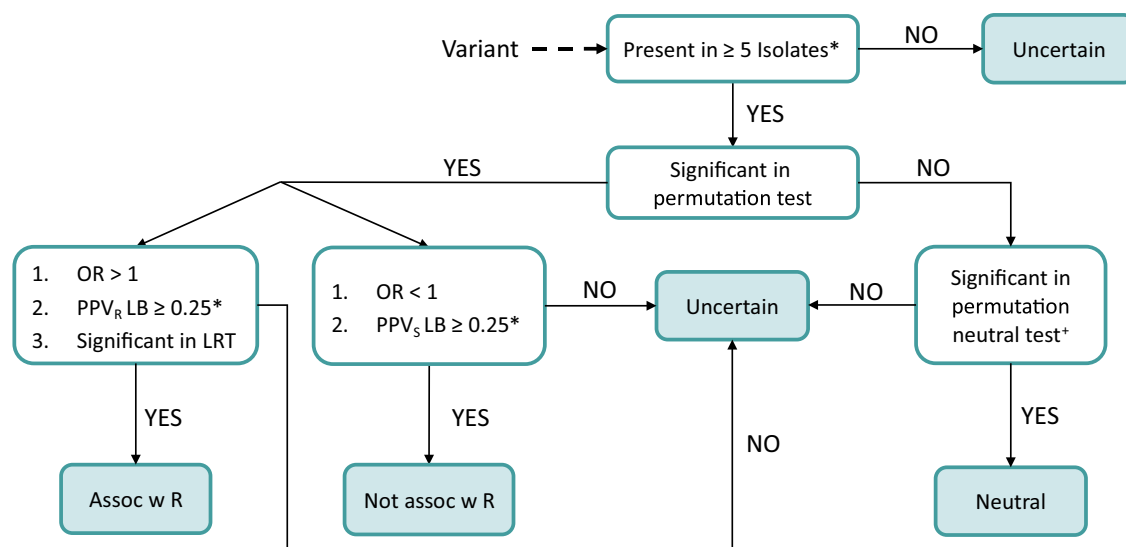 Variant
Present in ≥ 5 Isolates*
NO
Uncertain
YES
YES
Significant in
permutation test
NO
1. OR > 1
2. PPV_R LB ≥ 0.25*
3. Significant in LRT
1. OR < 1
2. PPV_S LB ≥ 0.25*
NO
Uncertain
NO
Significant in
permutation
neutral test⁺
YES
YES
NO
YES
Assoc w R
Not assoc w R
Neutral